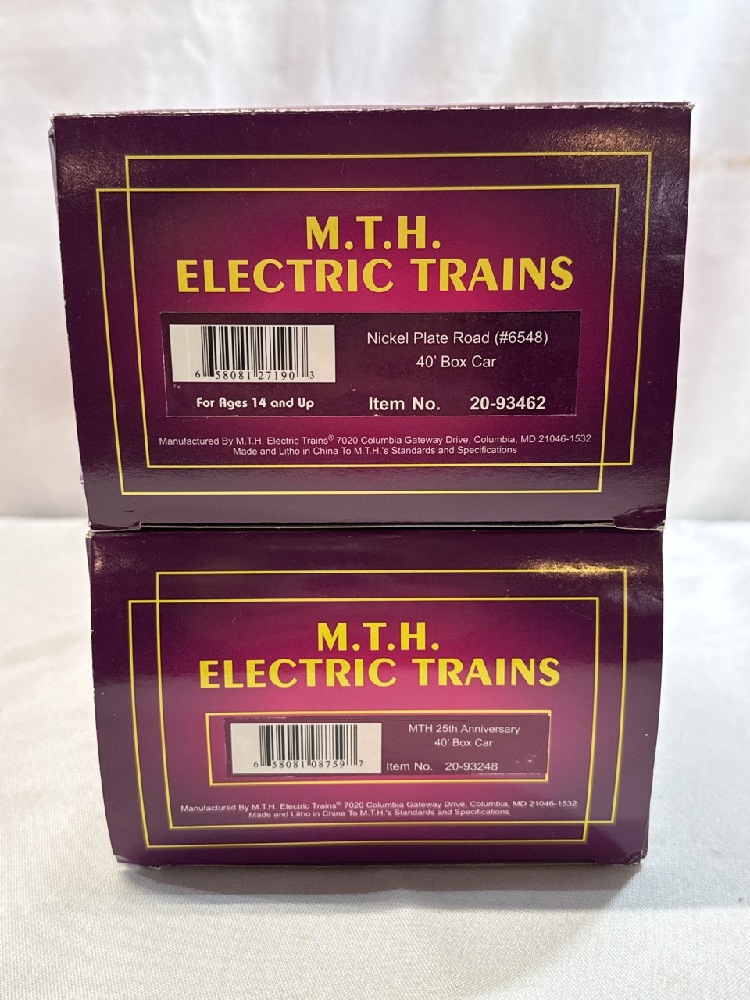 M.T.H.
ELECTRIC TRAINS
Nickel Plate Road (#6548)
40' Box Car
6 58081 27190 3
For Ages 14 and Up
Item No. 20-93462
Manufactured By M.T.H. Electric Trains® 7020 Columbia Gateway Drive, Columbia, MD 21046-1532
Made and Litho in China To M.T.H.'s Standards and Specifications
M.T.H.
ELECTRIC TRAINS
MTH 25th Anniversary
40' Box Car
6 58081 08759 7
Item No. 20-93248
Manufactured By M.T.H. Electric Trains® 7020 Columbia Gateway Drive, Columbia, MD 21046-1532
Made and Litho in China To M.T.H.'s Standards and Specifications